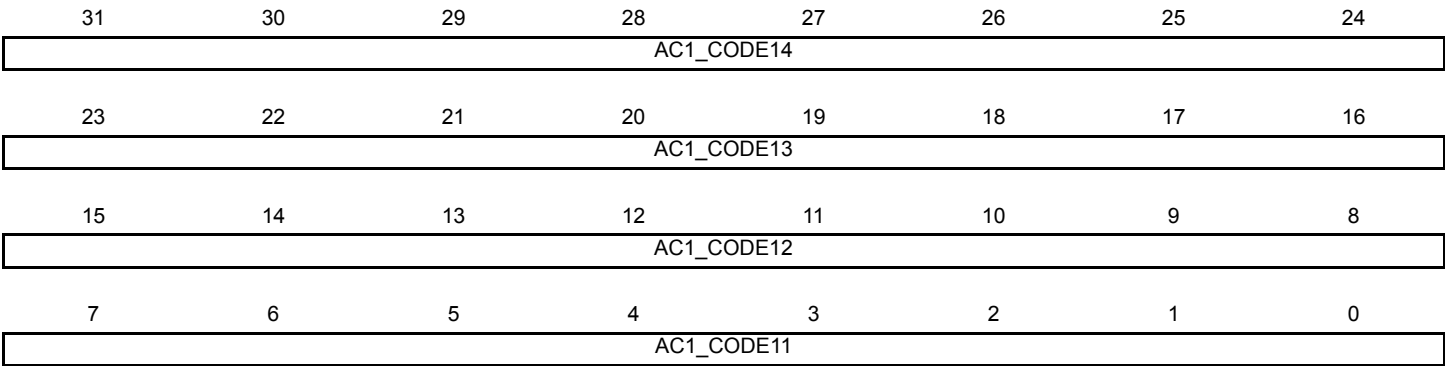 31 30 29 28 27 26 25 24
AC1_CODE14
23 22 21 20 19 18 17 16
AC1_CODE13
15 14 13 12 11 10 9 8
AC1_CODE12
7 6 5 4 3 2 1 0
AC1_CODE11